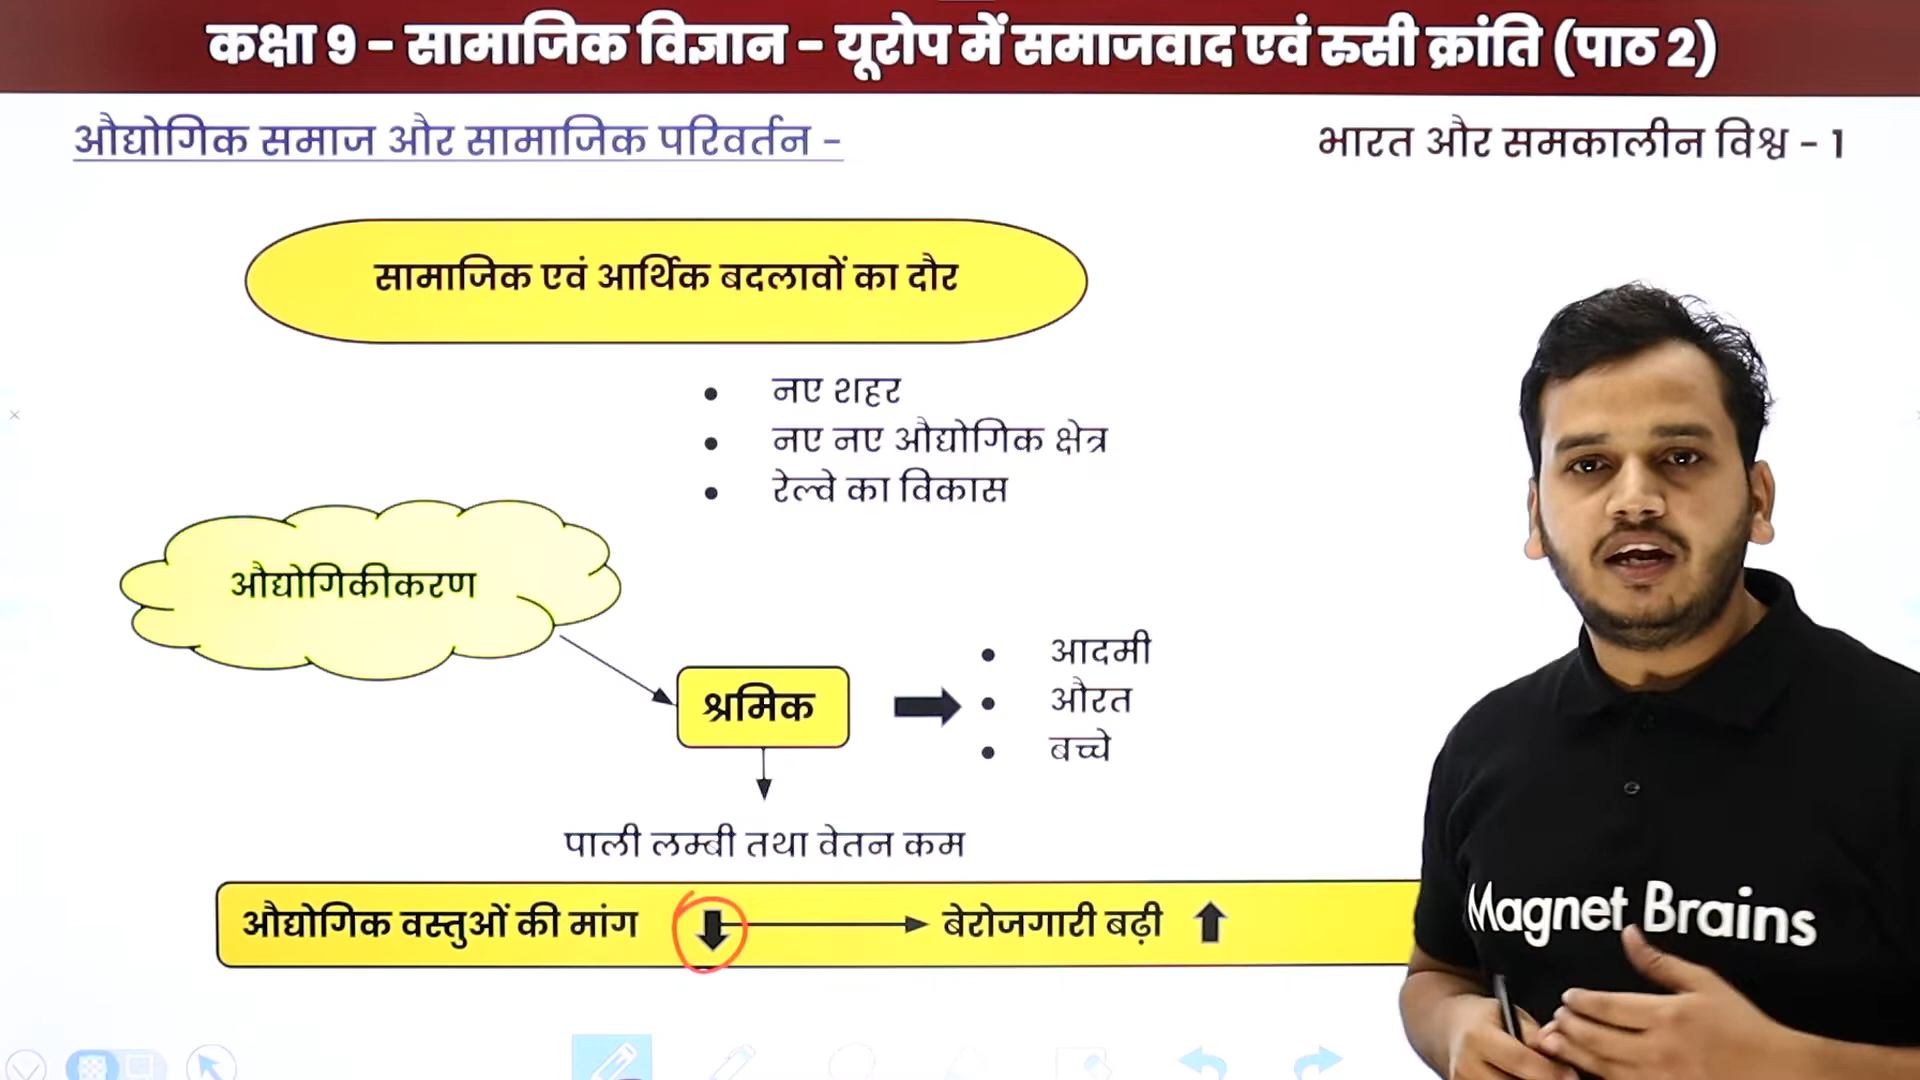 कक्षा 9 - सामाजिक विज्ञान - यूरोप में समाजवाद एवं रुसी क्रांति (पाठ 2)
औद्योगिक समाज और सामाजिक परिवर्तन -
भारत और समकालीन विश्व - 1
सामाजिक एवं आर्थिक बदलावों का दौर
• नए शहर
• नए नए औद्योगिक क्षेत्र
• रेल्वे का विकास
औद्योगिकीकरण
श्रमिक
• आदमी
• औरत
• बच्चे
पाली लम्बी तथा वेतन कम
औद्योगिक वस्तुओं की मांग
बेरोजगारी बढ़ी
Magnet Brains